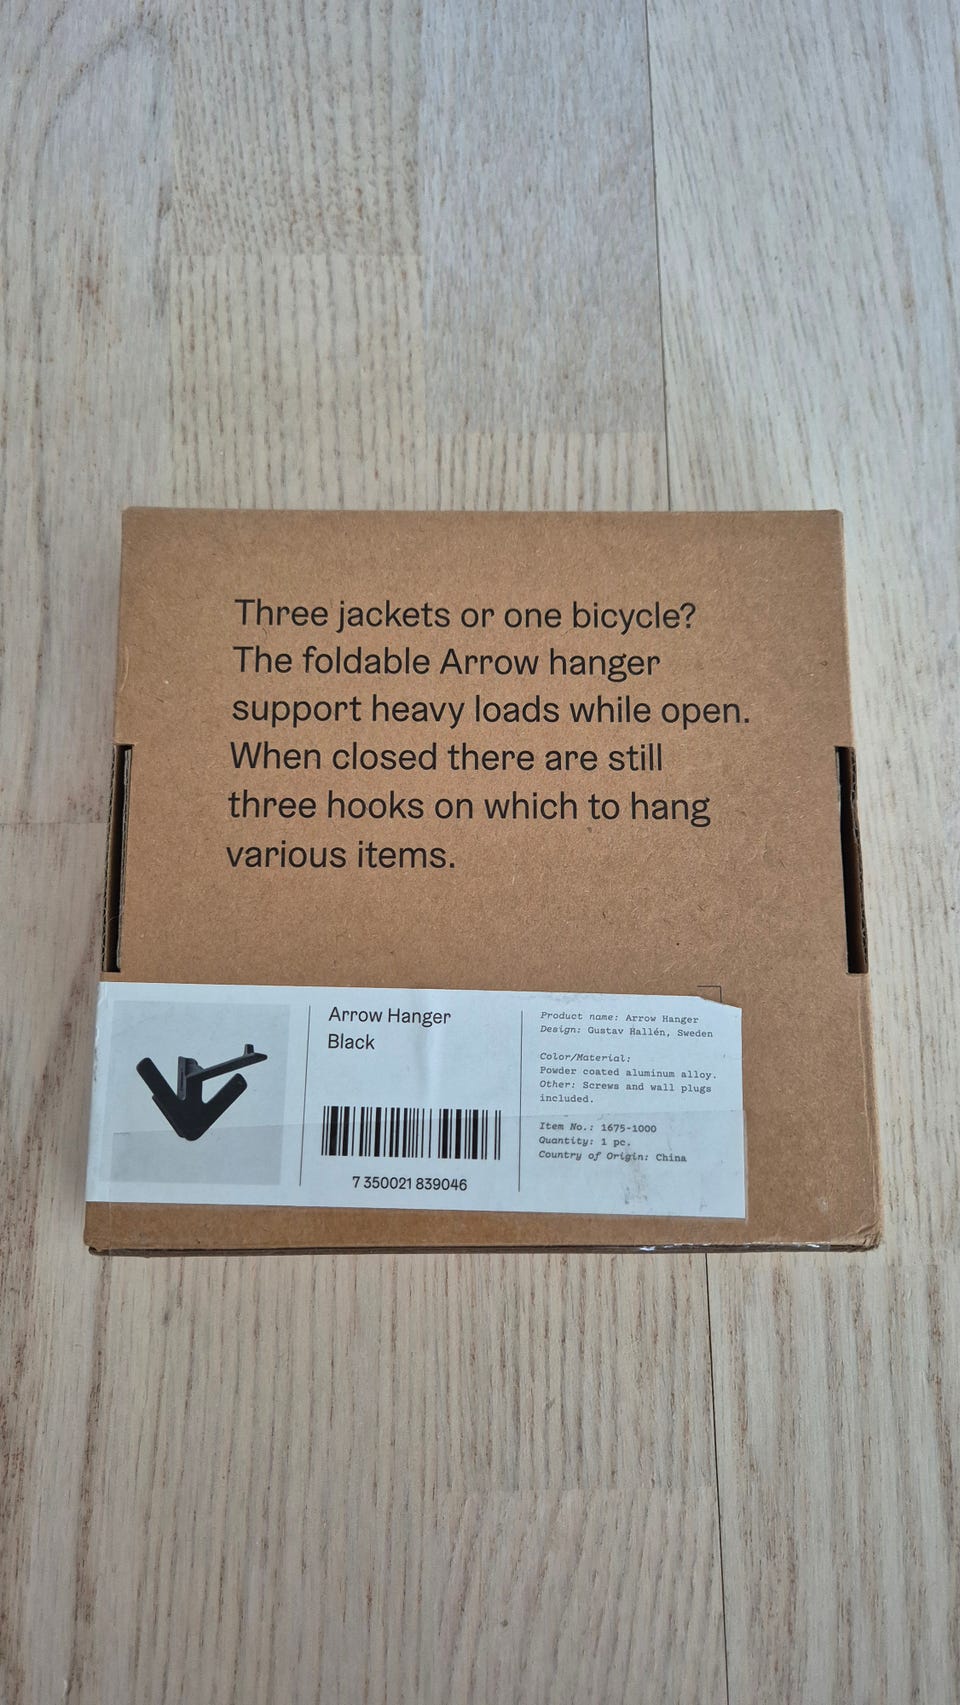 Three jackets or one bicycle?
The foldable Arrow hanger
support heavy loads while open.
When closed there are still
three hooks on which to hang
various items.
Arrow Hanger
Black
7 350021 839046
Product name: Arrow Hanger
Design: Gustav Hallén, Sweden
Color/Material:
Powder coated aluminum alloy.
Other: Screws and wall plugs
included.
Item No.: 1675-1000
Quantity: 1 pc.
Country of Origin: China